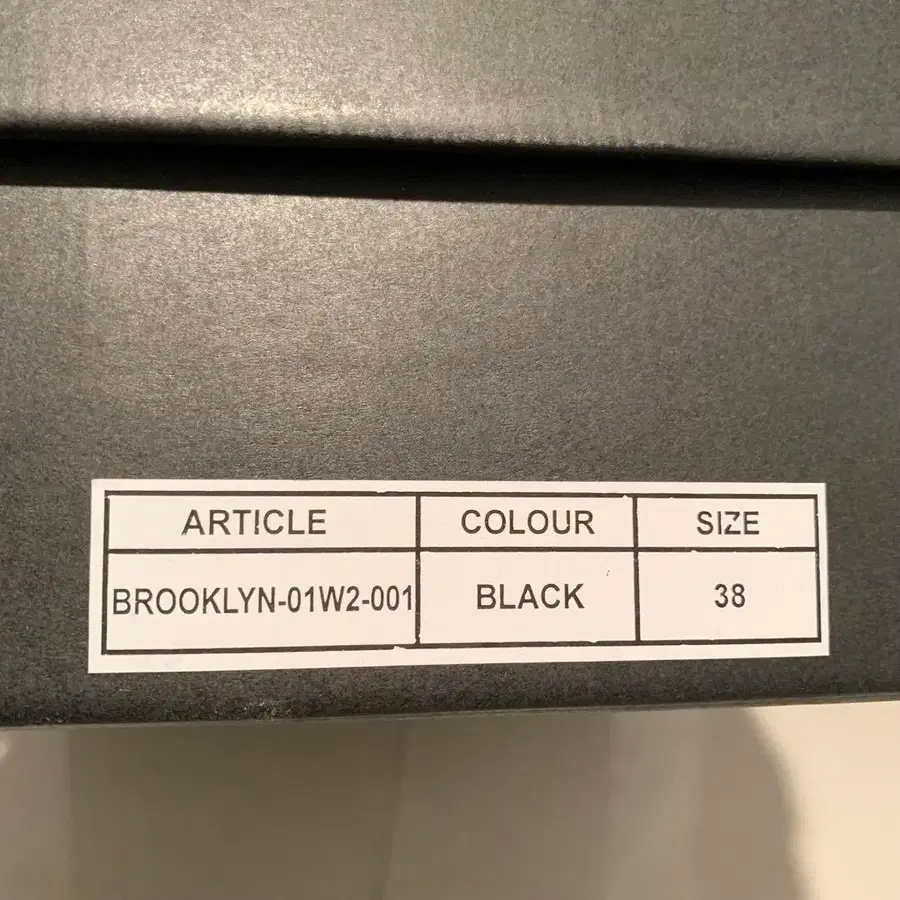 ARTICLE COLOUR SIZE
BROOKLYN-01W2-001 BLACK 38